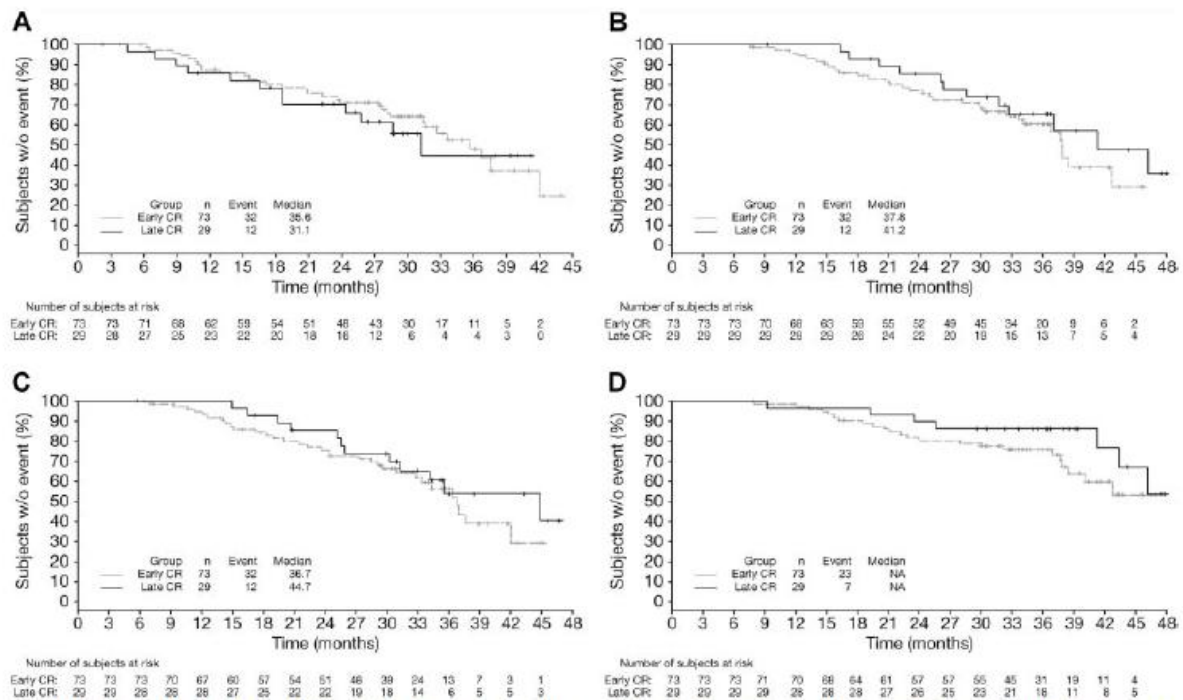 A
Subjects w/o event (%)
100
90
80
70
60
50
40
30
20
10
0
Group n Event Median
Early CR 73 32 35.6
Late CR 29 12 31.1
0 3 6 9 12 15 18 21 24 27 30 33 36 39 42 45
Time (months)
Number of subjects at risk
Early CR: 73 73 71 68 62 59 54 51 48 43 30 17 11 5 2
Late CR: 29 28 27 25 23 22 20 18 16 12 6 4 4 3 0
B
Subjects w/o event (%)
100
90
80
70
60
50
40
30
20
10
0
Group n Event Median
Early CR 73 32 37.8
Late CR 29 12 41.2
0 3 6 9 12 15 18 21 24 27 30 33 36 39 42 45 48
Time (months)
Number of subjects at risk
Early CR: 73 73 73 70 68 63 59 55 52 49 45 34 20 9 6 2
Late CR: 29 29 29 29 28 28 26 24 22 20 19 15 13 7 5 4
C
Subjects w/o event (%)
100
90
80
70
60
50
40
30
20
10
0
Group n Event Median
Early CR 73 32 36.7
Late CR 29 12 44.7
0 3 6 9 12 15 18 21 24 27 30 33 36 39 42 45 48
Time (months)
Number of subjects at risk
Early CR: 73 73 73 70 67 60 57 54 51 46 39 24 13 7 3 1
Late CR: 29 29 28 28 28 27 25 22 22 19 18 14 6 5 5 3
D
Subjects w/o event (%)
100
90
80
70
60
50
40
30
20
10
0
Group n Event Median
Early CR 73 23 NA
Late CR 29 7 NA
0 3 6 9 12 15 18 21 24 27 30 33 36 39 42 45 48
Time (months)
Number of subjects at risk
Early CR: 73 73 73 71 70 68 64 61 57 57 55 45 31 19 11 4
Late CR: 29 29 29 29 28 28 28 27 26 25 23 21 18 11